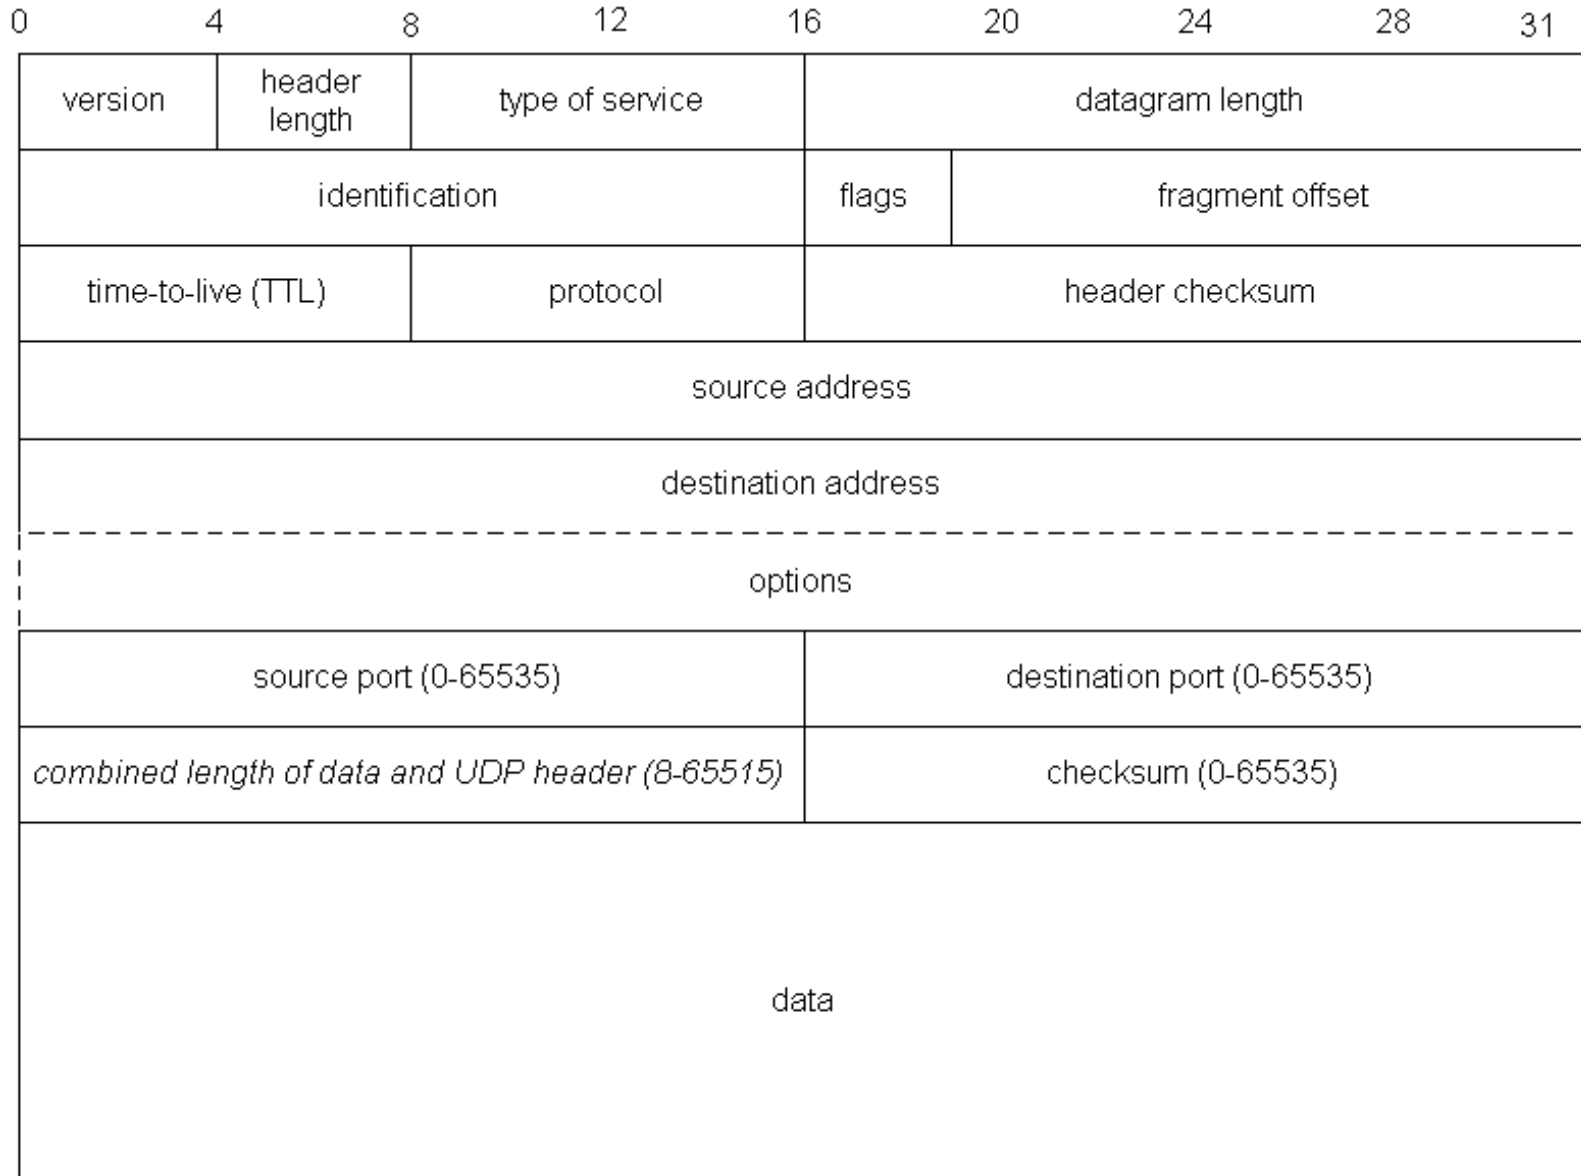 0 4 8 12 16 20 24 28 31
version header length type of service datagram length
identification flags fragment offset
time-to-live (TTL) protocol header checksum
source address
destination address
options
source port (0-65535) destination port (0-65535)
combined length of data and UDP header (8-65515) checksum (0-65535)
data